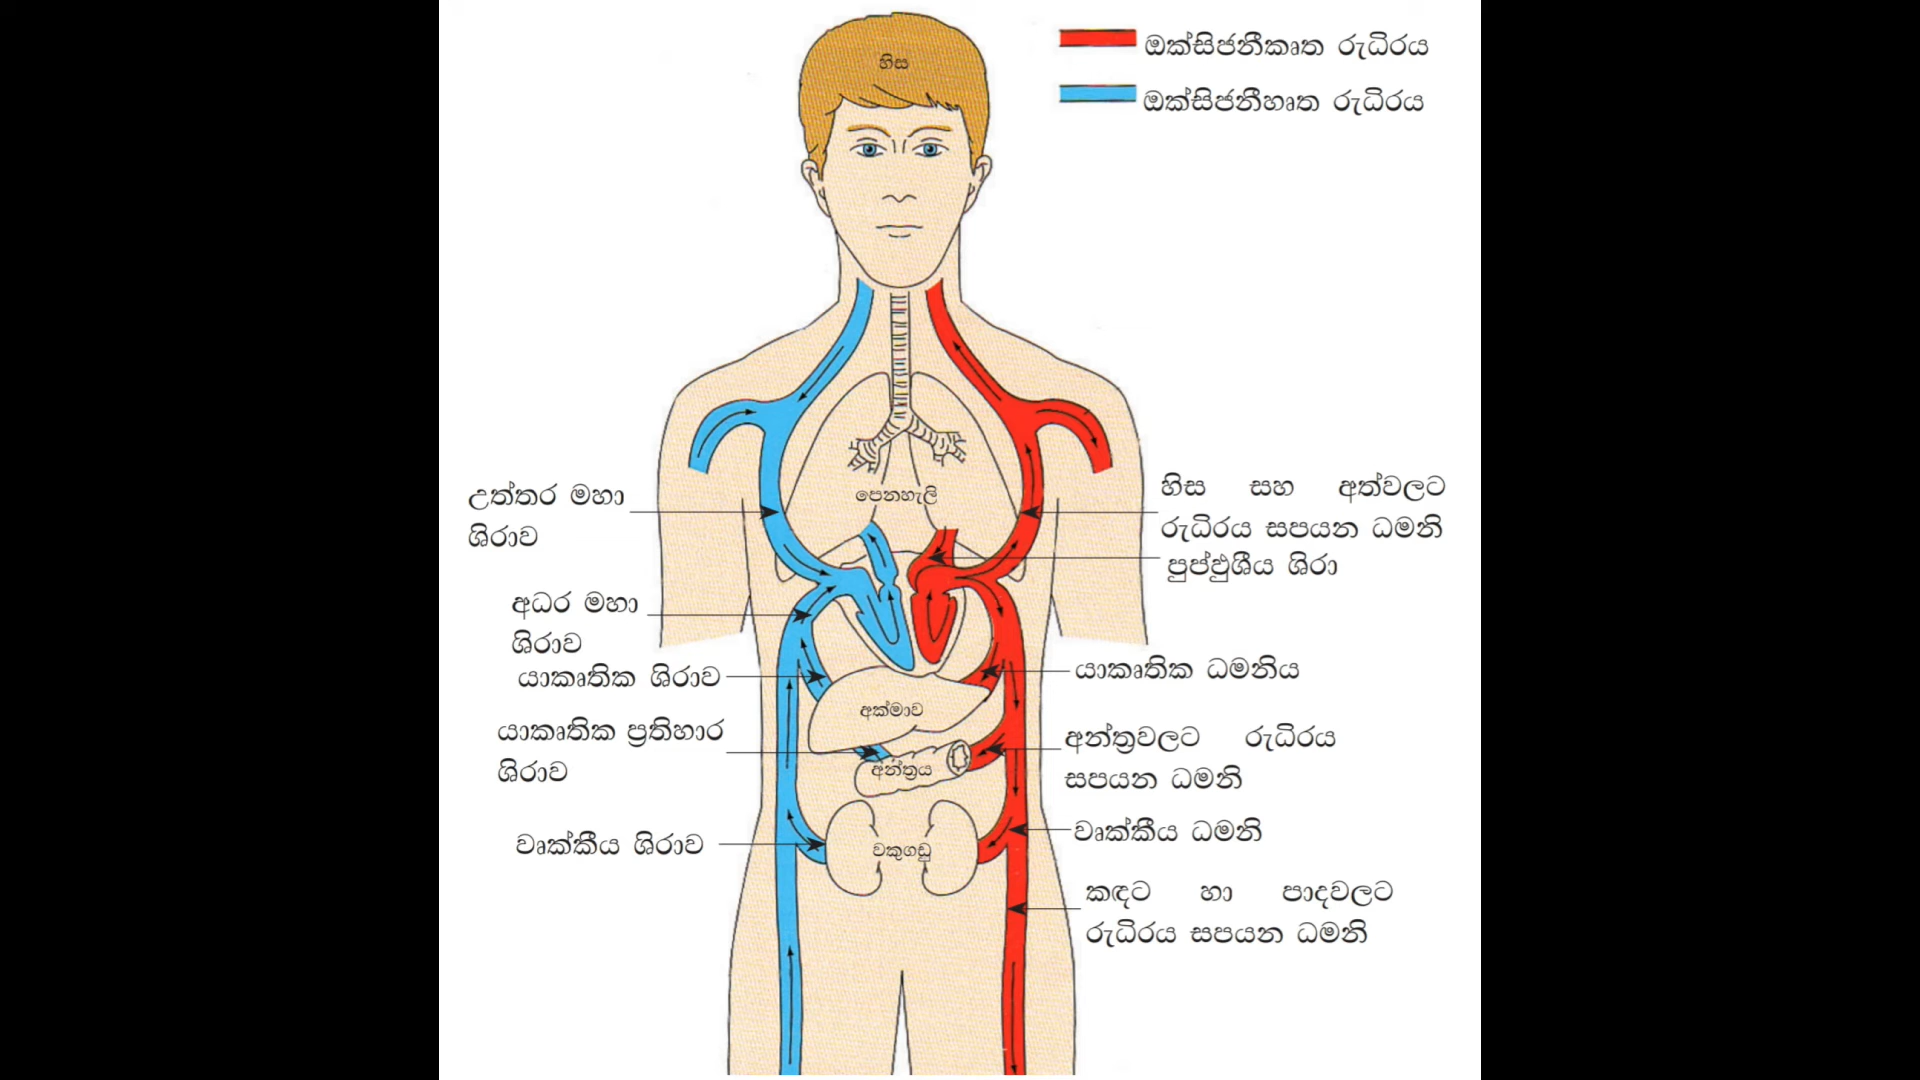 හිස
ඔක්සිජනීකෘත රුධිරය
ඔක්සිජනීහෘත රුධිරය
පෙනහැලි
උත්තර මහා
ශිරාව
අධර මහා
ශිරාව
යාකෘතික ශිරාව
යාකෘතික ප්‍රතිහාර
ශිරාව
වෘක්කීය ශිරාව
හිස සහ අත්වලට
රුධිරය සපයන ධමනි
පුප්ඵුශීය ශිරා
යාකෘතික ධමනිය
අන්ත්‍රවලට රුධිරය
සපයන ධමනි
වෘක්කීය ධමනි
කඳට හා පාදවලට
රුධිරය සපයන ධමනි
අක්මාව
අන්ත්‍රය
වකුගඩු